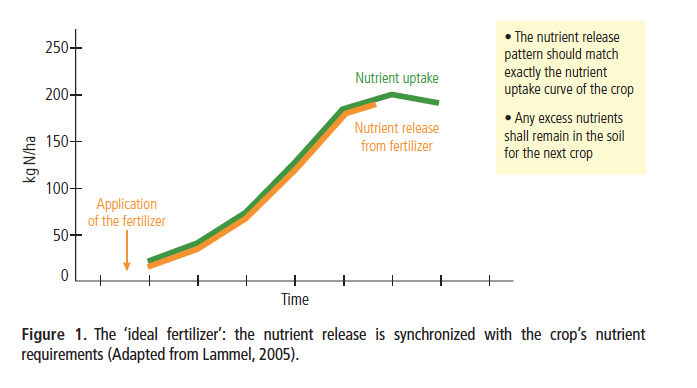 250
200
150
100
50
0
kg N/ha
Nutrient uptake
Nutrient release
from fertilizer
Application
of the fertilizer
Time
• The nutrient release
pattern should match
exactly the nutrient
uptake curve of the crop
• Any excess nutrients
shall remain in the soil
for the next crop
Figure 1. The ‘ideal fertilizer’: the nutrient release is synchronized with the crop’s nutrient
requirements (Adapted from Lammel, 2005).